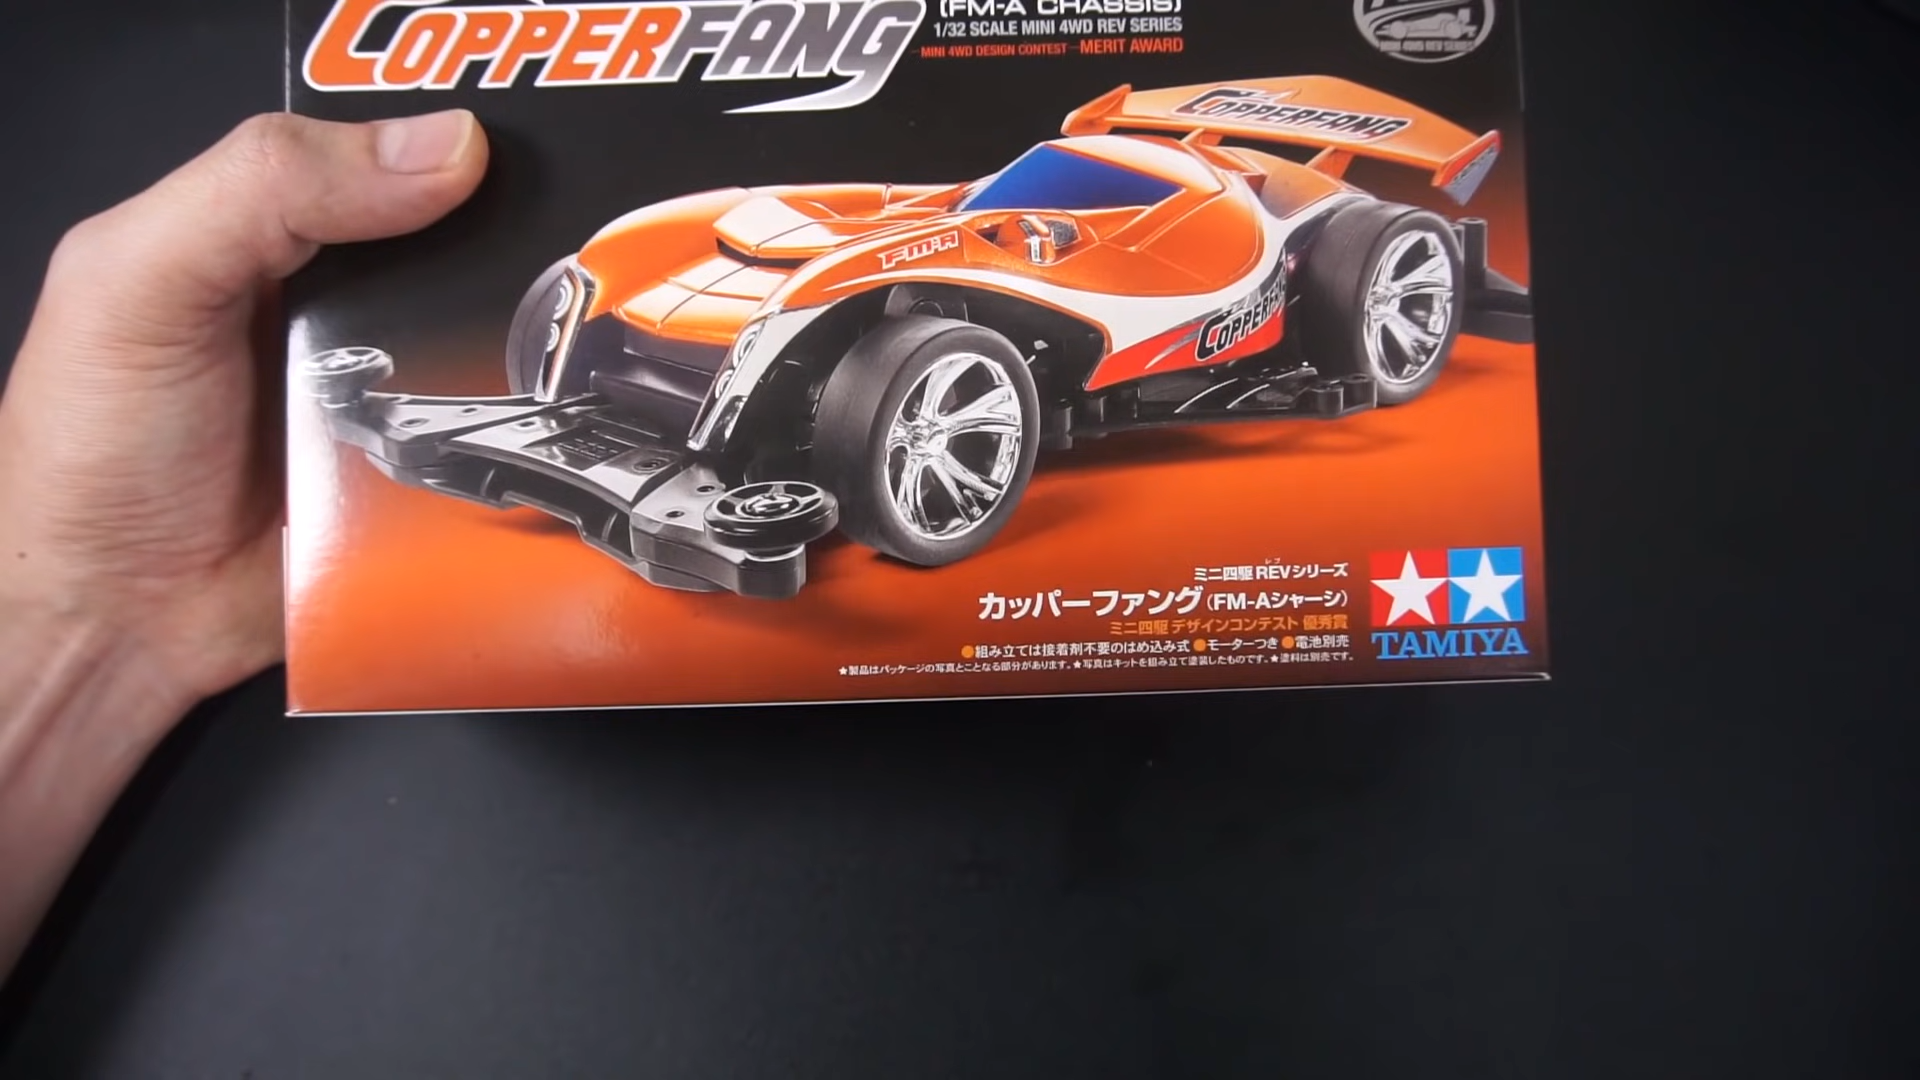 COPPERFANG
(FM-A CHASSIS)
1/32 SCALE MINI 4WD REV SERIES
MINI 4WD DESIGN CONTEST — MERIT AWARD
MINI 4WD REV SERIES
COPPERFANG
FM-A
COPPERFANG
レブ
ミニ四駆REVシリーズ
カッパーファング(FM-Aシャーシ)
ミニ四駆 デザインコンテスト 優秀賞
●組み立ては接着剤不要のはめ込み式 ●モーターつき ●電池別売
★製品はパッケージの写真とことなる部分があります。★写真はキットを組み立て塗装したものです。★塗料は別売です。
TAMIYA